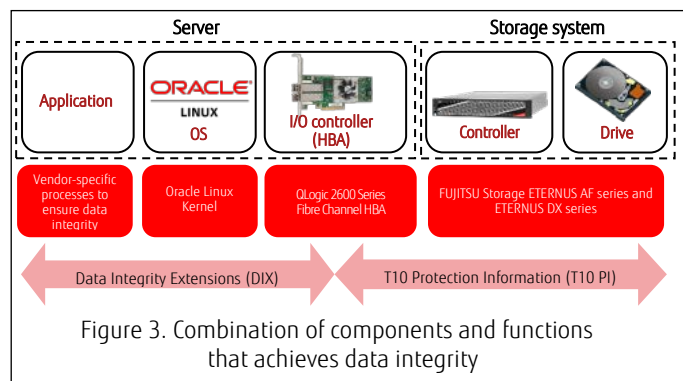 Server
Storage system
Application
ORACLE
LINUX
OS
I/O controller
(HBA)
Controller
Drive
Vendor-specific
processes to
ensure data
integrity
Oracle Linux
Kernel
QLogic 2600 Series
Fibre Channel HBA
FUJITSU Storage ETERNUS AF series and
ETERNUS DX series
Data Integrity Extensions (DIX)
T10 Protection Information (T10 PI)
Figure 3. Combination of components and functions
that achieves data integrity